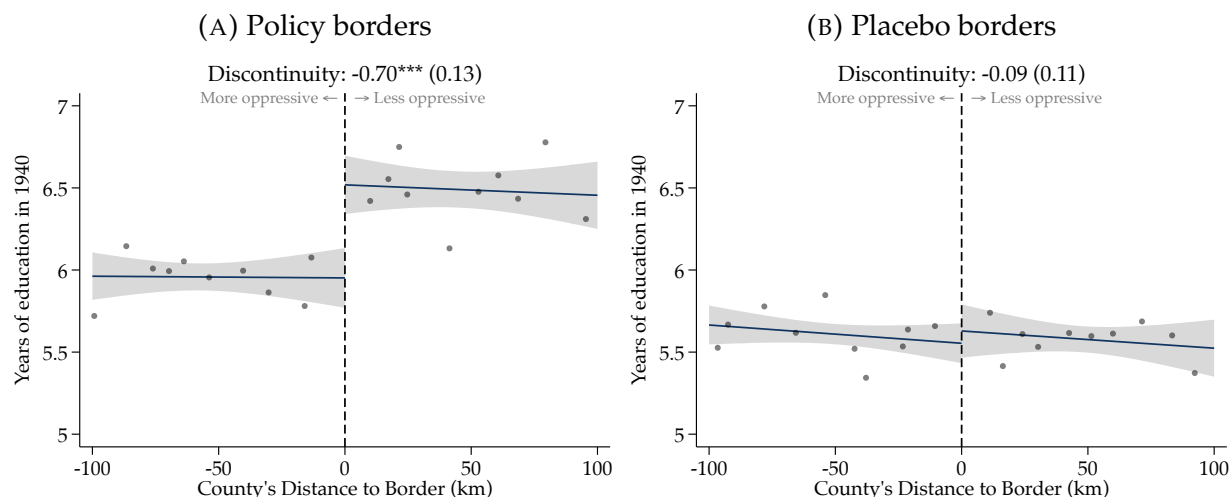 (A) Policy borders
Discontinuity: -0.70*** (0.13)
More oppressive ← → Less oppressive
7
6.5
6
5.5
5
Years of education in 1940
-100 -50 0 50 100
County's Distance to Border (km)
(B) Placebo borders
Discontinuity: -0.09 (0.11)
More oppressive ← → Less oppressive
7
6.5
6
5.5
5
Years of education in 1940
-100 -50 0 50 100
County's Distance to Border (km)